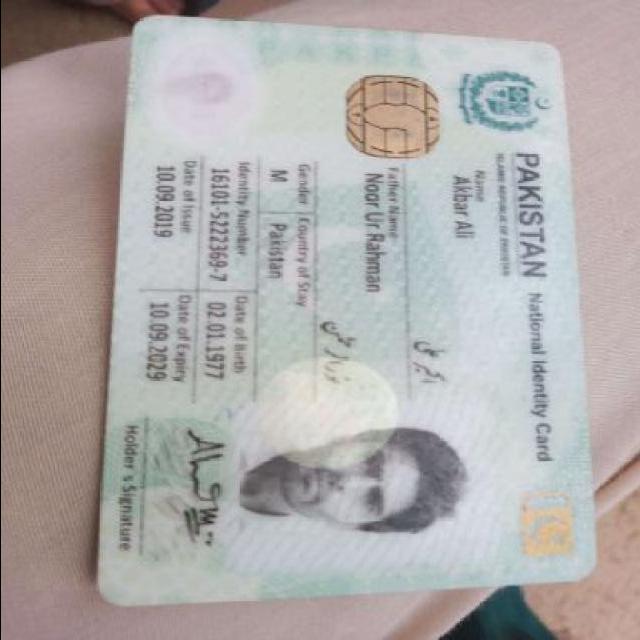 PAKISTAN National Identity Card
ISLAMIC REPUBLIC OF PAKISTAN
Name
Akbar Ali
اکبر علی
Father Name
Noor Ur Rahman
نور الرحمٰن
Gender Country of Stay
M Pakistan
Identity Number Date of Birth
16101-5222369-7 02.01.1977
Date of Issue Date of Expiry
10.09.2019 10.09.2029
Holder's Signature